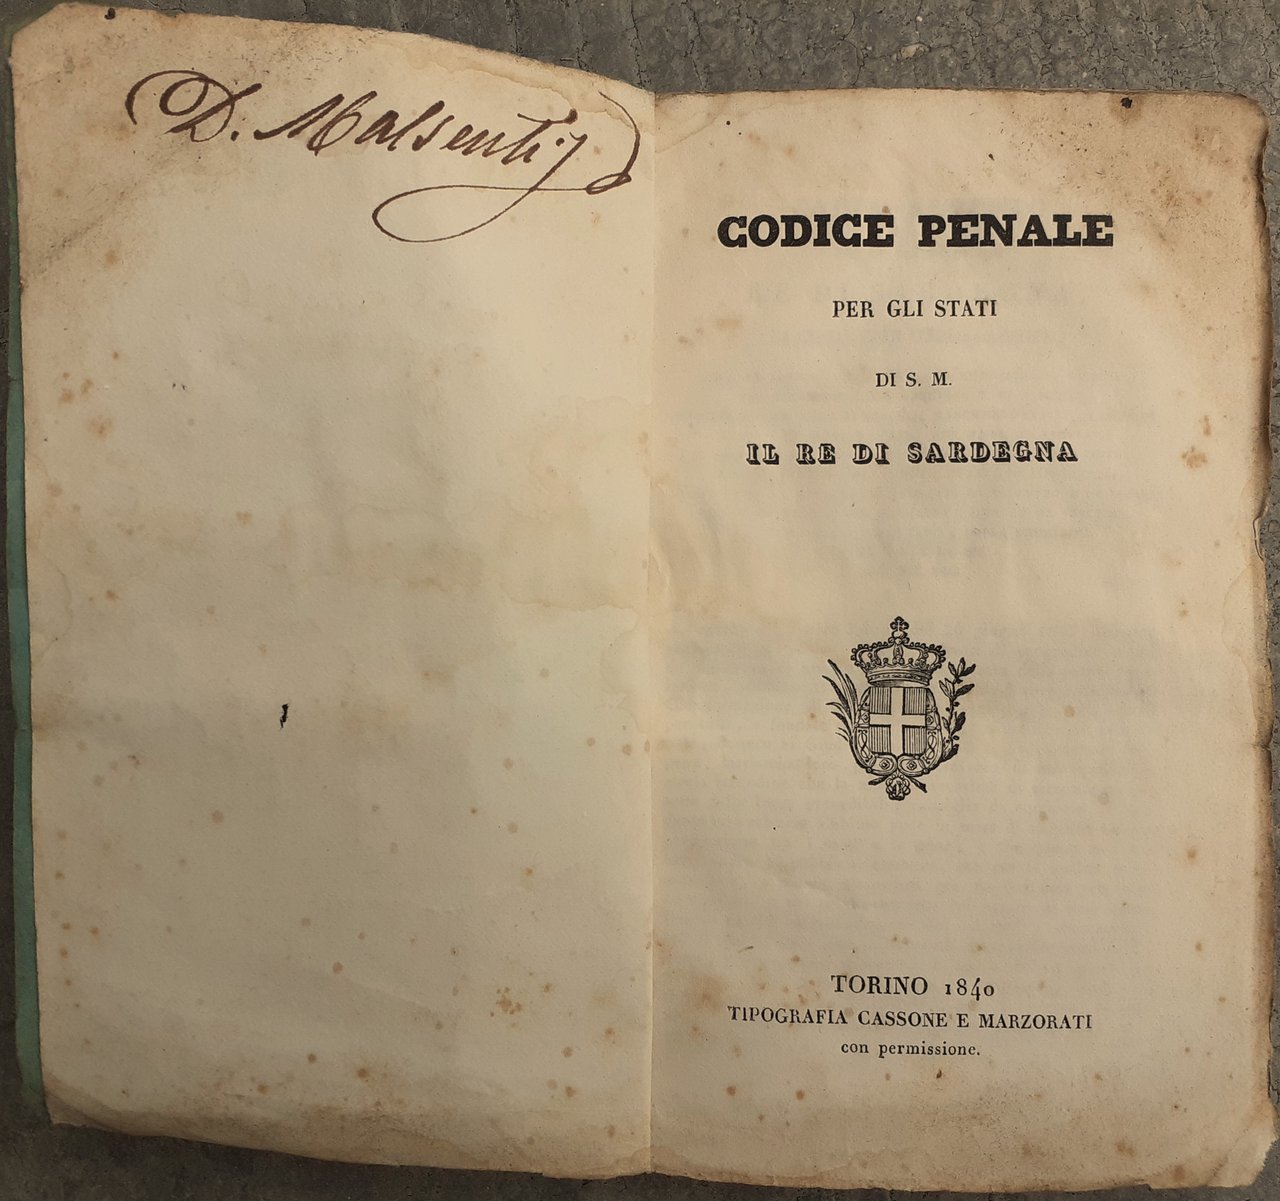 D. Malsenti
CODICE PENALE
PER GLI STATI
DI S. M.
IL RE DI SARDEGNA
TORINO 1840
TIPOGRAFIA CASSONE E MARZORATI
con permissione.